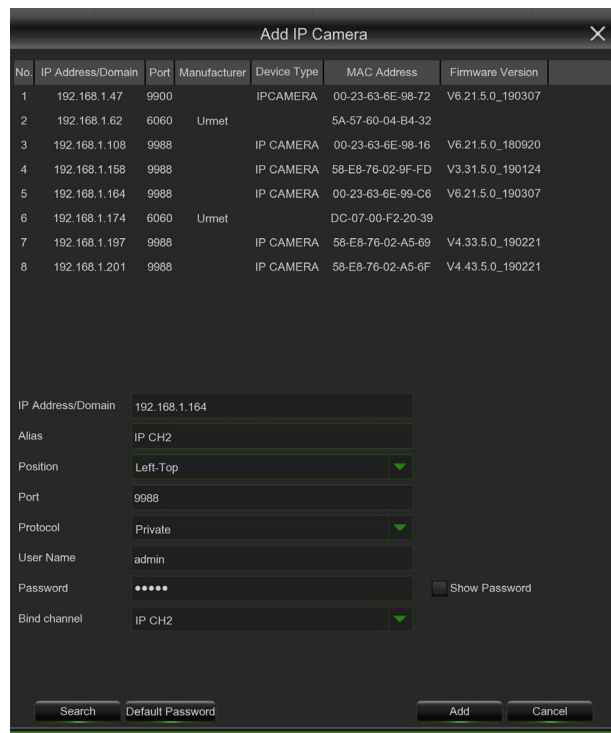 Add IP Camera
No. IP Address/Domain Port Manufacturer Device Type MAC Address Firmware Version
1 192.168.1.47 9900 IPCAMERA 00-23-63-6E-98-72 V6.21.5.0_190307
2 192.168.1.62 6060 Urmet 5A-57-60-04-B4-32
3 192.168.1.108 9988 IP CAMERA 00-23-63-6E-98-16 V6.21.5.0_180920
4 192.168.1.158 9988 IP CAMERA 58-E8-76-02-9F-FD V3.31.5.0_190124
5 192.168.1.164 9988 IP CAMERA 00-23-63-6E-99-C6 V6.21.5.0_190307
6 192.168.1.174 6060 Urmet DC-07-00-F2-20-39
7 192.168.1.197 9988 IP CAMERA 58-E8-76-02-A5-69 V4.33.5.0_190221
8 192.168.1.201 9988 IP CAMERA 58-E8-76-02-A5-6F V4.43.5.0_190221
IP Address/Domain 192.168.1.164
Alias IP CH2
Position Left-Top
Port 9988
Protocol Private
User Name admin
Password ••••• Show Password
Bind channel IP CH2
Search Default Password Add Cancel